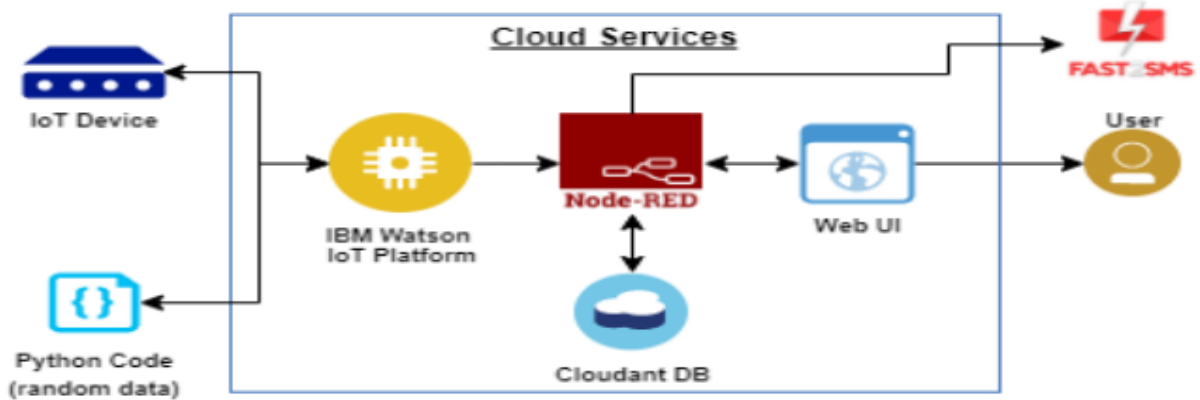 Cloud Services
FAST2SMS
IoT Device
User
Node-RED
Web UI
IBM Watson
IoT Platform
{ }
Python Code
(random data)
Cloudant DB